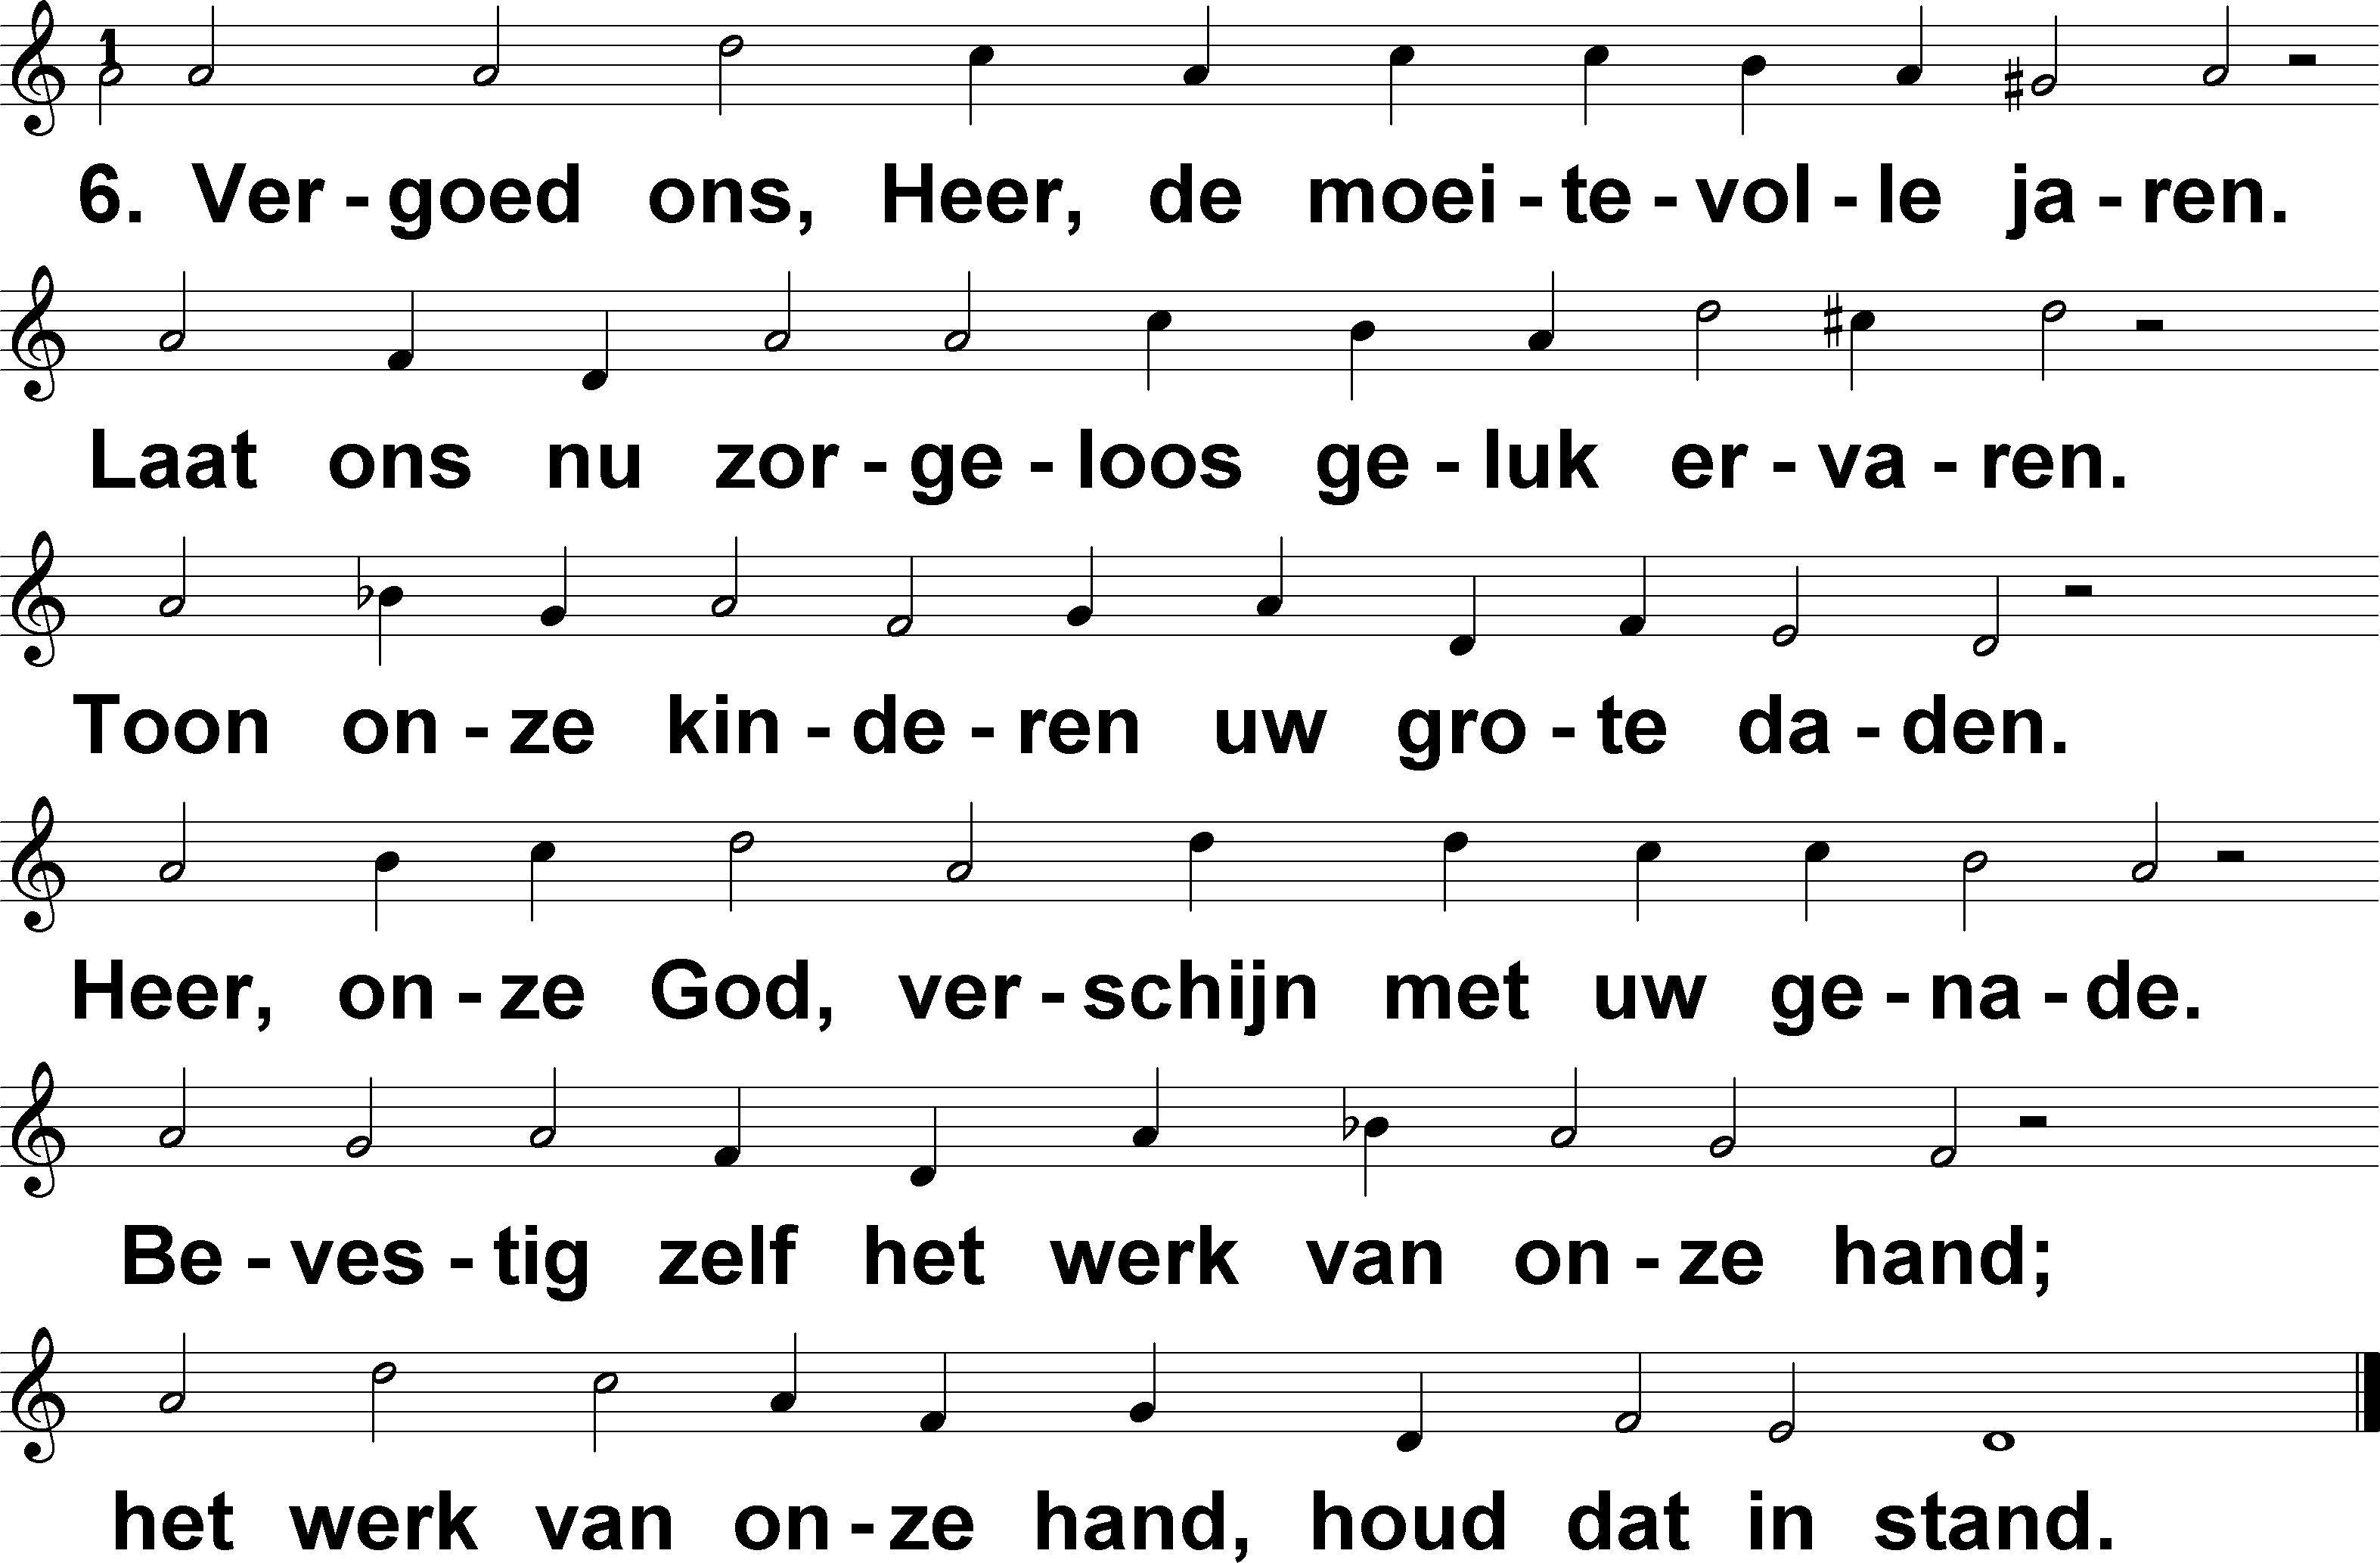 1
6. Ver - goed ons, Heer, de moei - te - vol - le ja - ren.
Laat ons nu zor - ge - loos ge - luk er - va - ren.
Toon on - ze kin - de - ren uw gro - te da - den.
Heer, on - ze God, ver - schijn met uw ge - na - de.
Be - ves - tig zelf het werk van on - ze hand;
het werk van on - ze hand, houd dat in stand.